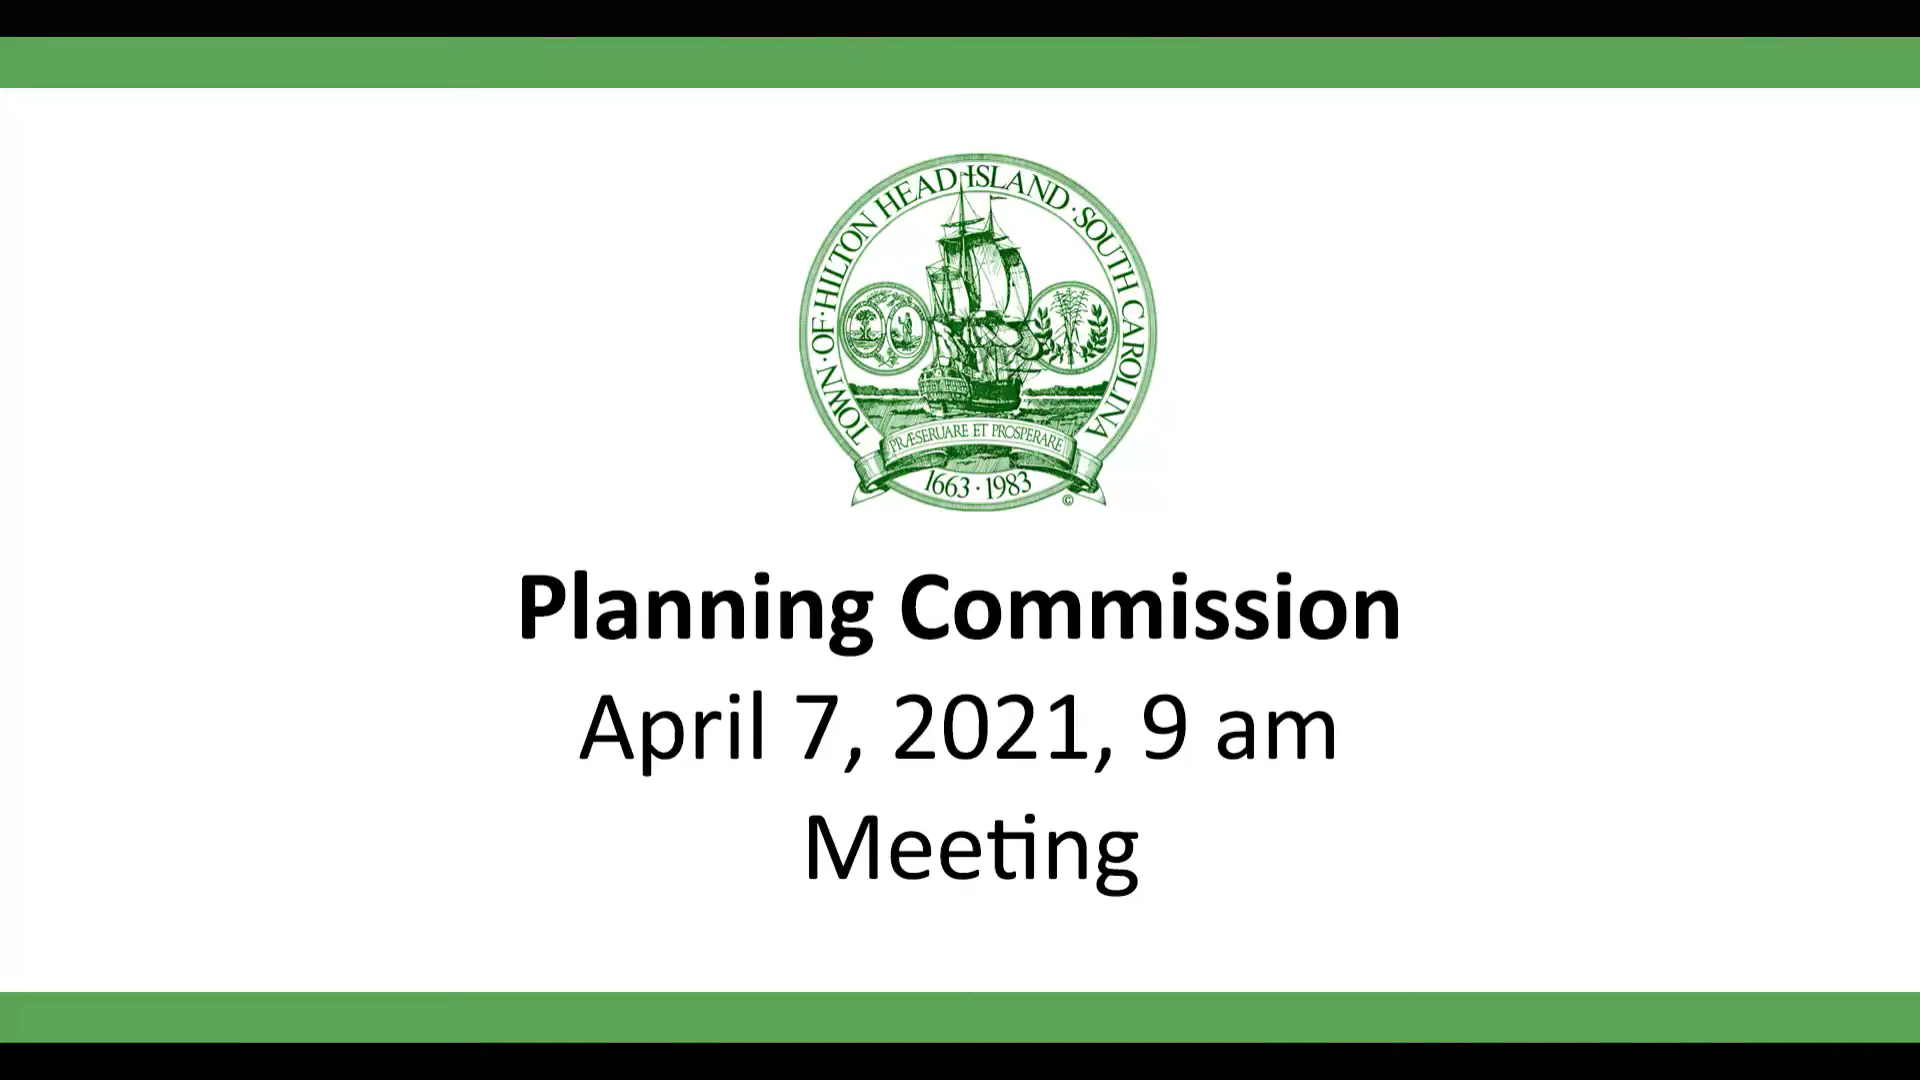 TOWN·OF·HILTON HEAD ISLAND·SOUTH CAROLINA
PRÆSERUARE ET PROSPERARE
1663·1983
©
Planning Commission
April 7, 2021, 9 am
Meeting